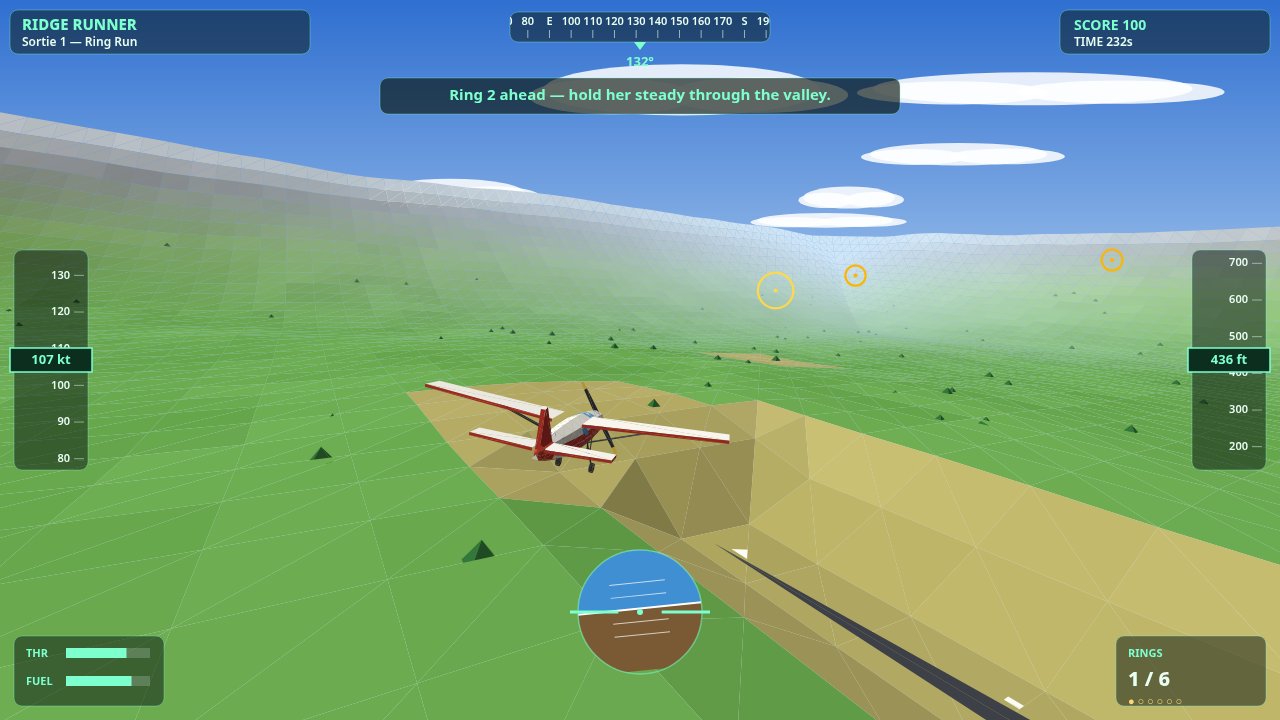 RIDGE RUNNER
Sortie 1 — Ring Run
80 E 100 110 120 130 140 150 160 170 S 19
132°
SCORE 100
TIME 232s
Ring 2 ahead — hold her steady through the valley.
130
120
107 kt
100
90
80
700
600
500
436 ft
300
200
THR
FUEL
RINGS
1 / 6